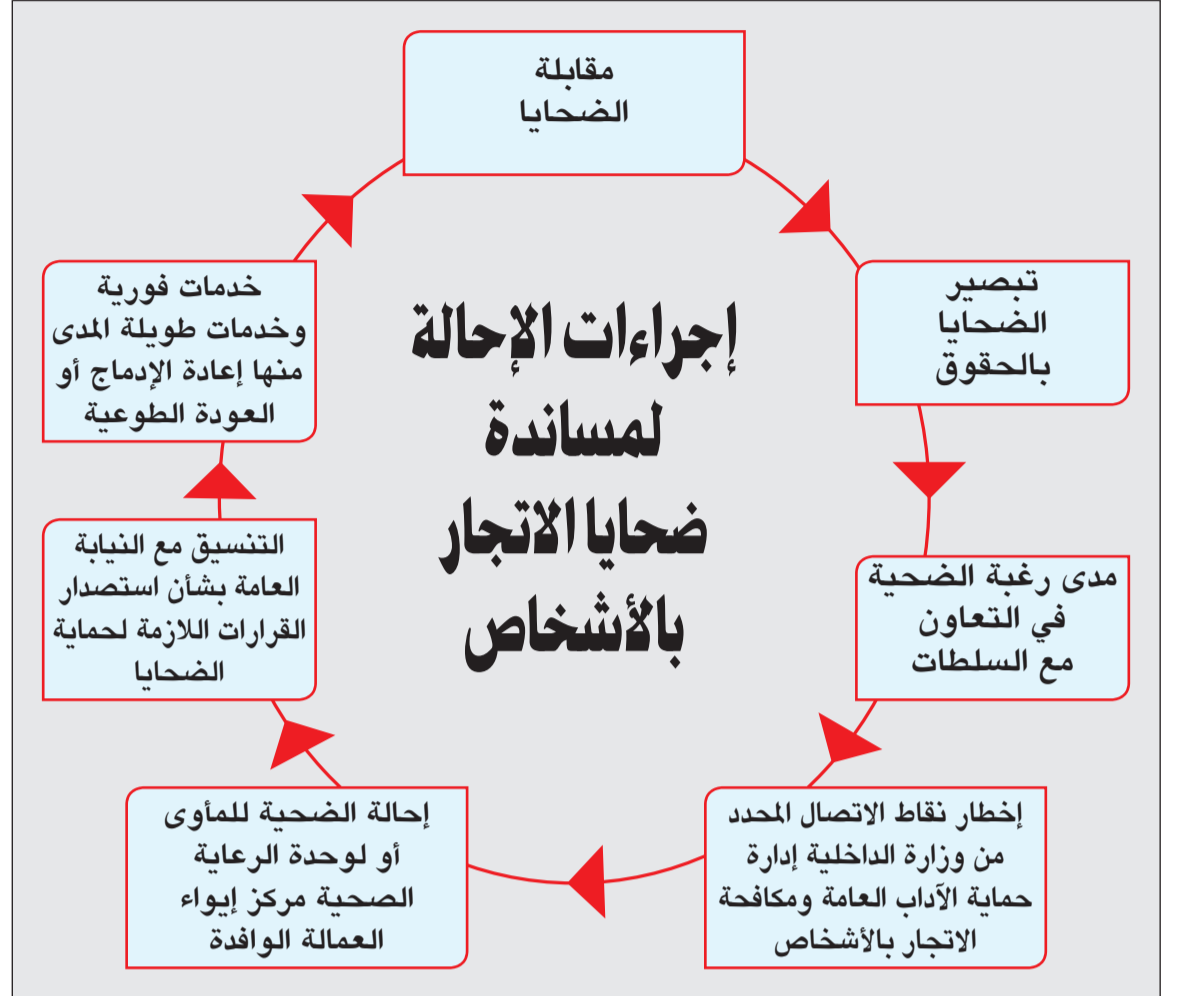 مقابلة
الضحايا
تبصير
الضحايا
بالحقوق
مدى رغبة الضحية
في التعاون
مع السلطات
إخطار نقاط الاتصال المحدد
من وزارة الداخلية إدارة
حماية الآداب العامة ومكافحة
الاتجار بالأشخاص
إحالة الضحية للمأوى
أو لوحدة الرعاية
الصحية مركز إيواء
العمالة الوافدة
التنسيق مع النيابة
العامة بشأن استصدار
القرارات اللازمة لحماية
الضحايا
خدمات فورية
وخدمات طويلة المدى
منها إعادة الإدماج أو
العودة الطوعية
إجراءات الإحالة
لمساندة
ضحايا الاتجار
بالأشخاص